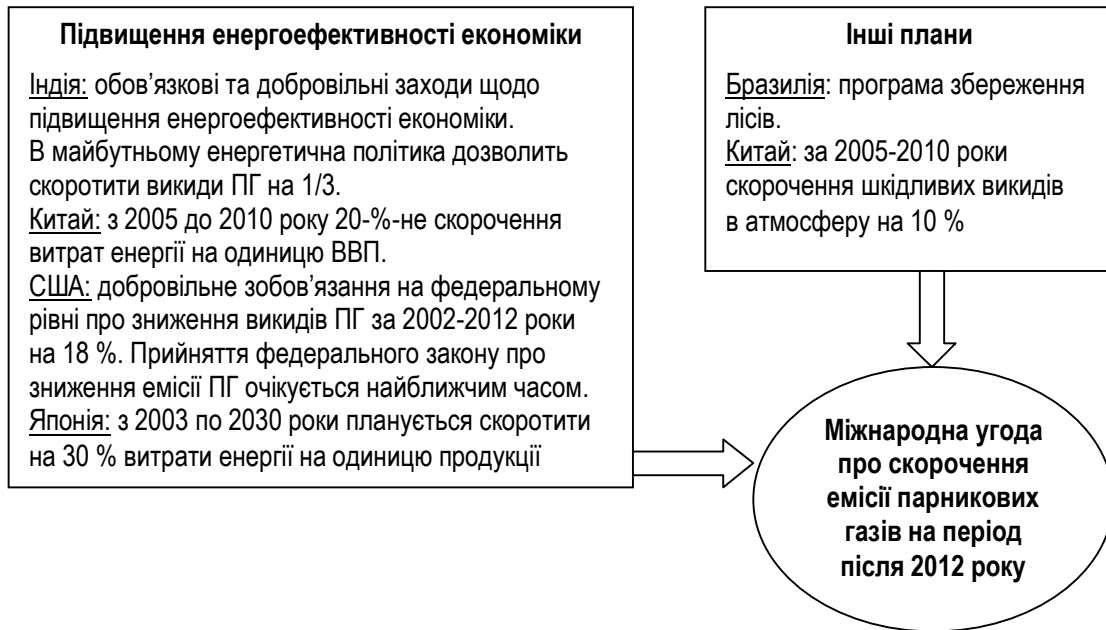 Підвищення енергоефективності економіки
Індія: обов’язкові та добровільні заходи щодо
підвищення енергоефективності економіки.
В майбутньому енергетична політика дозволить
скоротити викиди ПГ на 1/3.
Китай: з 2005 до 2010 року 20-%-не скорочення
витрат енергії на одиницю ВВП.
США: добровільне зобов’язання на федеральному
рівні про зниження викидів ПГ за 2002-2012 роки
на 18 %. Прийняття федерального закону про
зниження емісії ПГ очікується найближчим часом.
Японія: з 2003 по 2030 роки планується скоротити
на 30 % витрати енергії на одиницю продукції
Інші плани
Бразилія: програма збереження
лісів.
Китай: за 2005-2010 роки
скорочення шкідливих викидів
в атмосферу на 10 %
Міжнародна угода
про скорочення
емісії парникових
газів на період
після 2012 року